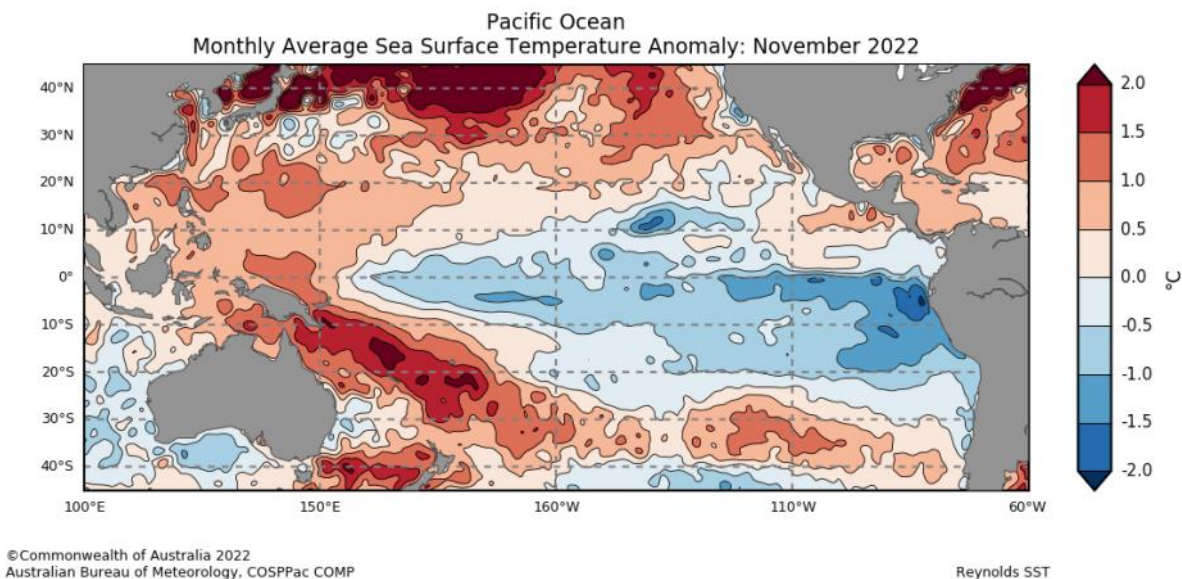 Pacific Ocean
Monthly Average Sea Surface Temperature Anomaly: November 2022
40°N
30°N
20°N
10°N
0°
10°S
20°S
30°S
40°S
100°E
150°E
160°W
110°W
60°W
2.0
1.5
1.0
0.5
0.0
-0.5
-1.0
-1.5
-2.0
°C
©Commonwealth of Australia 2022
Australian Bureau of Meteorology, COSPPac COMP
Reynolds SST